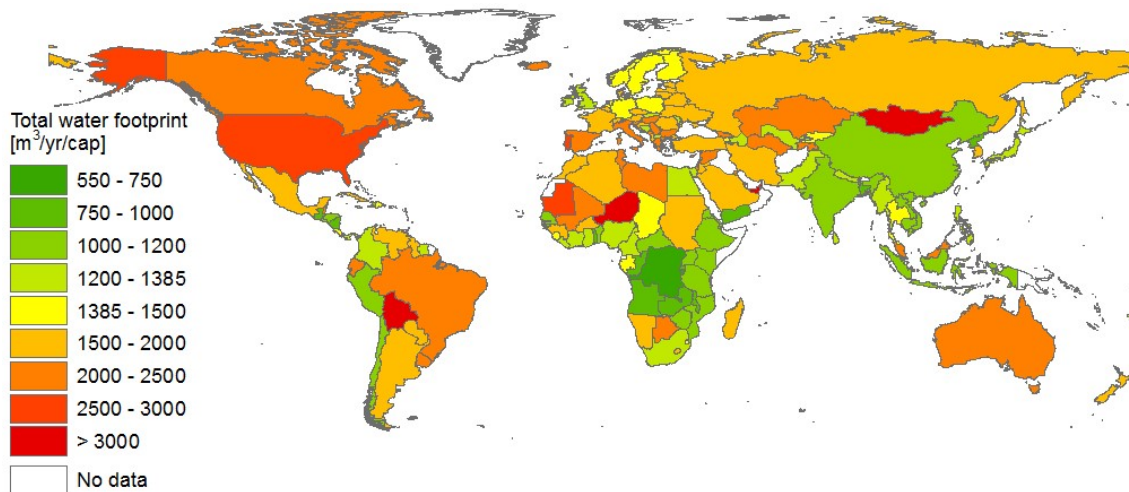 Total water footprint
[m³/yr/cap]
550 - 750
750 - 1000
1000 - 1200
1200 - 1385
1385 - 1500
1500 - 2000
2000 - 2500
2500 - 3000
> 3000
No data